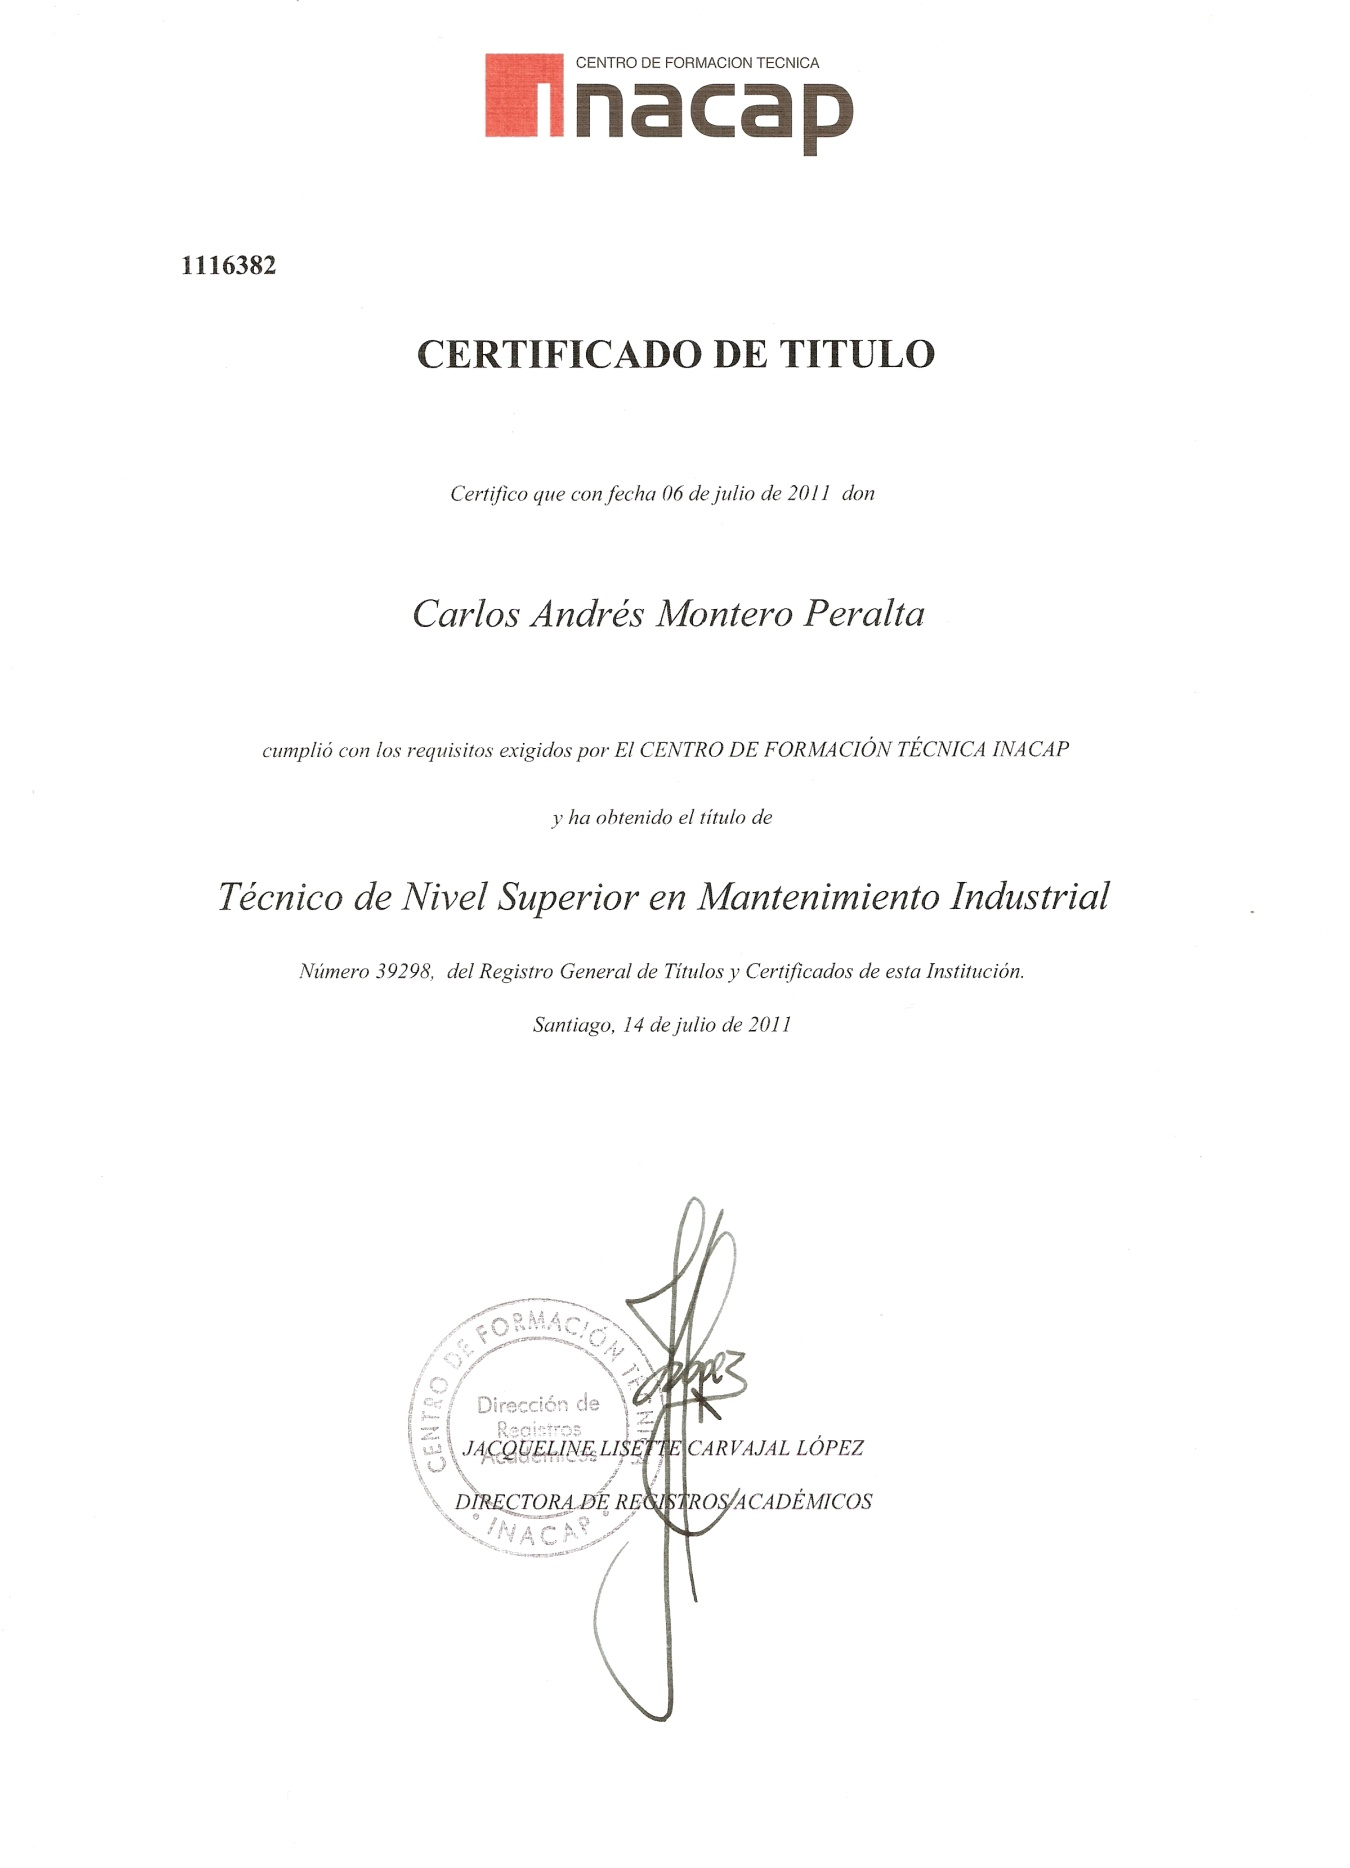 CENTRO DE FORMACION TECNICA
inacap
1116382
CERTIFICADO DE TITULO
Certifico que con fecha 06 de julio de 2011 don
Carlos Andrés Montero Peralta
cumplió con los requisitos exigidos por El CENTRO DE FORMACIÓN TÉCNICA INACAP
y ha obtenido el título de
Técnico de Nivel Superior en Mantenimiento Industrial
Número 39298, del Registro General de Títulos y Certificados de esta Institución.
Santiago, 14 de julio de 2011
CENTRO DE FORMACIÓN TÉCNICA
Dirección de
Registros
Académicos
INACAP
López
JACQUELINE LISETTE CARVAJAL LÓPEZ
DIRECTORA DE REGISTROS ACADÉMICOS